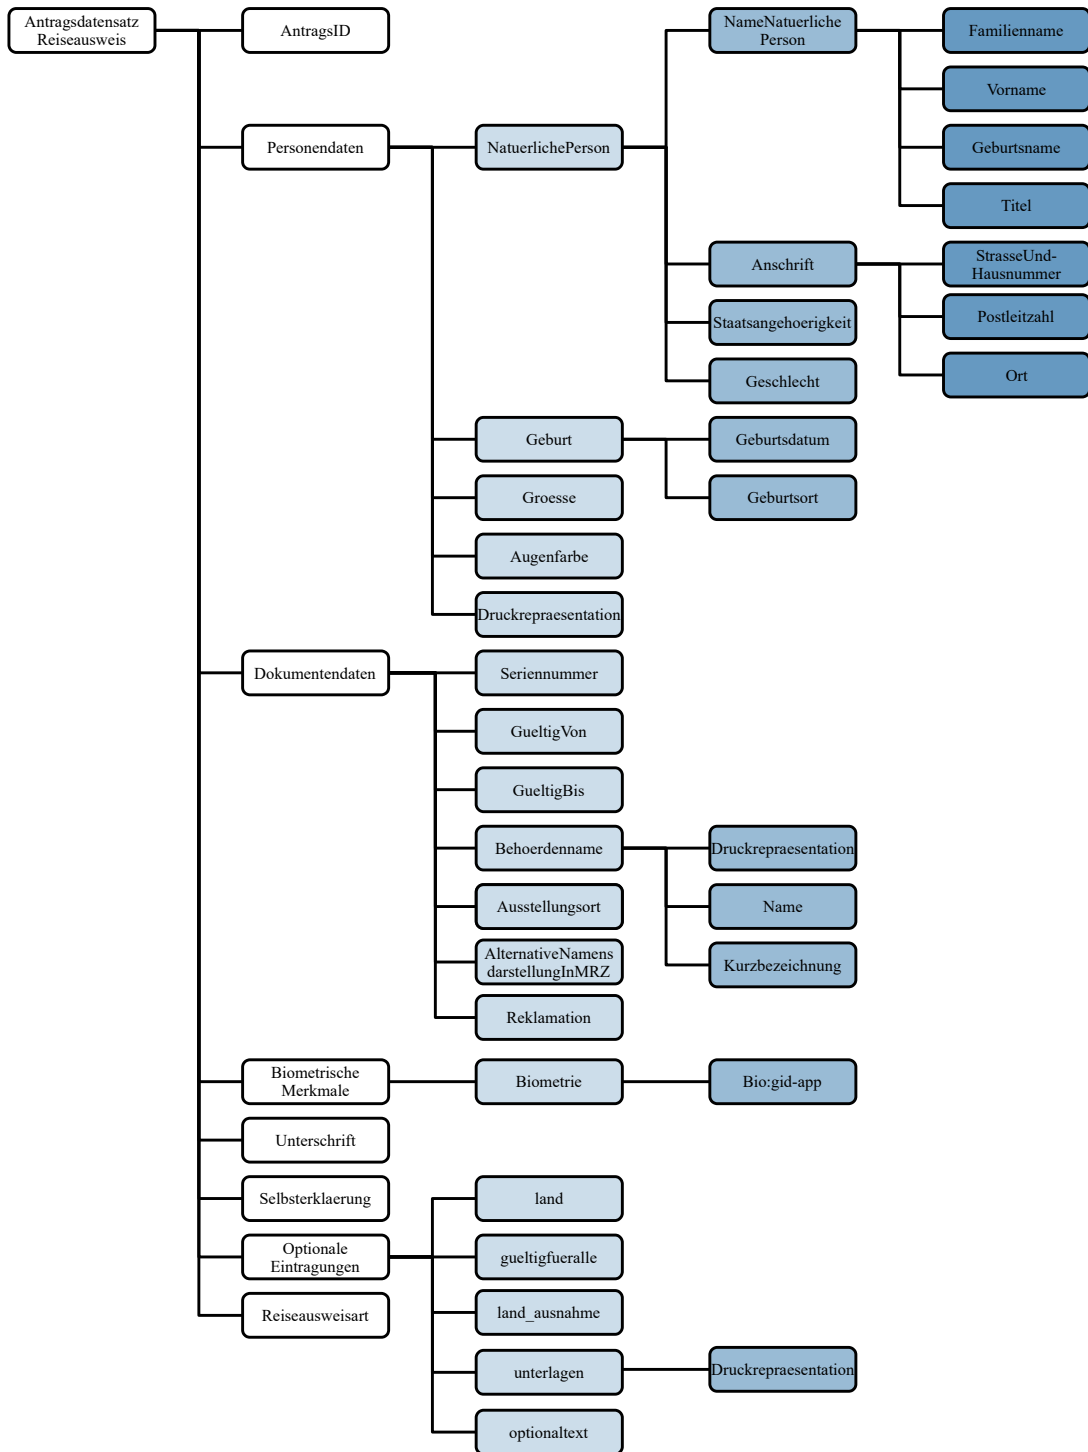 Antragsdatensatz
Reiseausweis
AntragsID
NameNatuerliche
Person
Familienname
Vorname
Personendaten
NatuerlichePerson
Geburtsname
Titel
Anschrift
StrasseUnd-
Hausnummer
Staatsangehoerigkeit
Postleitzahl
Geschlecht
Ort
Geburt
Geburtsdatum
Groesse
Geburtsort
Augenfarbe
Druckrepraesentation
Dokumentendaten
Seriennummer
GueltigVon
GueltigBis
Behoerdenname
Druckrepraesentation
Ausstellungsort
Name
AlternativeNamens
darstellungInMRZ
Kurzbezeichnung
Reklamation
Biometrische
Merkmale
Biometrie
Bio:gid-app
Unterschrift
Selbsterklaerung
land
Optionale
Eintragungen
gueltigfueralle
Reiseausweisart
land_ausnahme
unterlagen
Druckrepraesentation
optionaltext